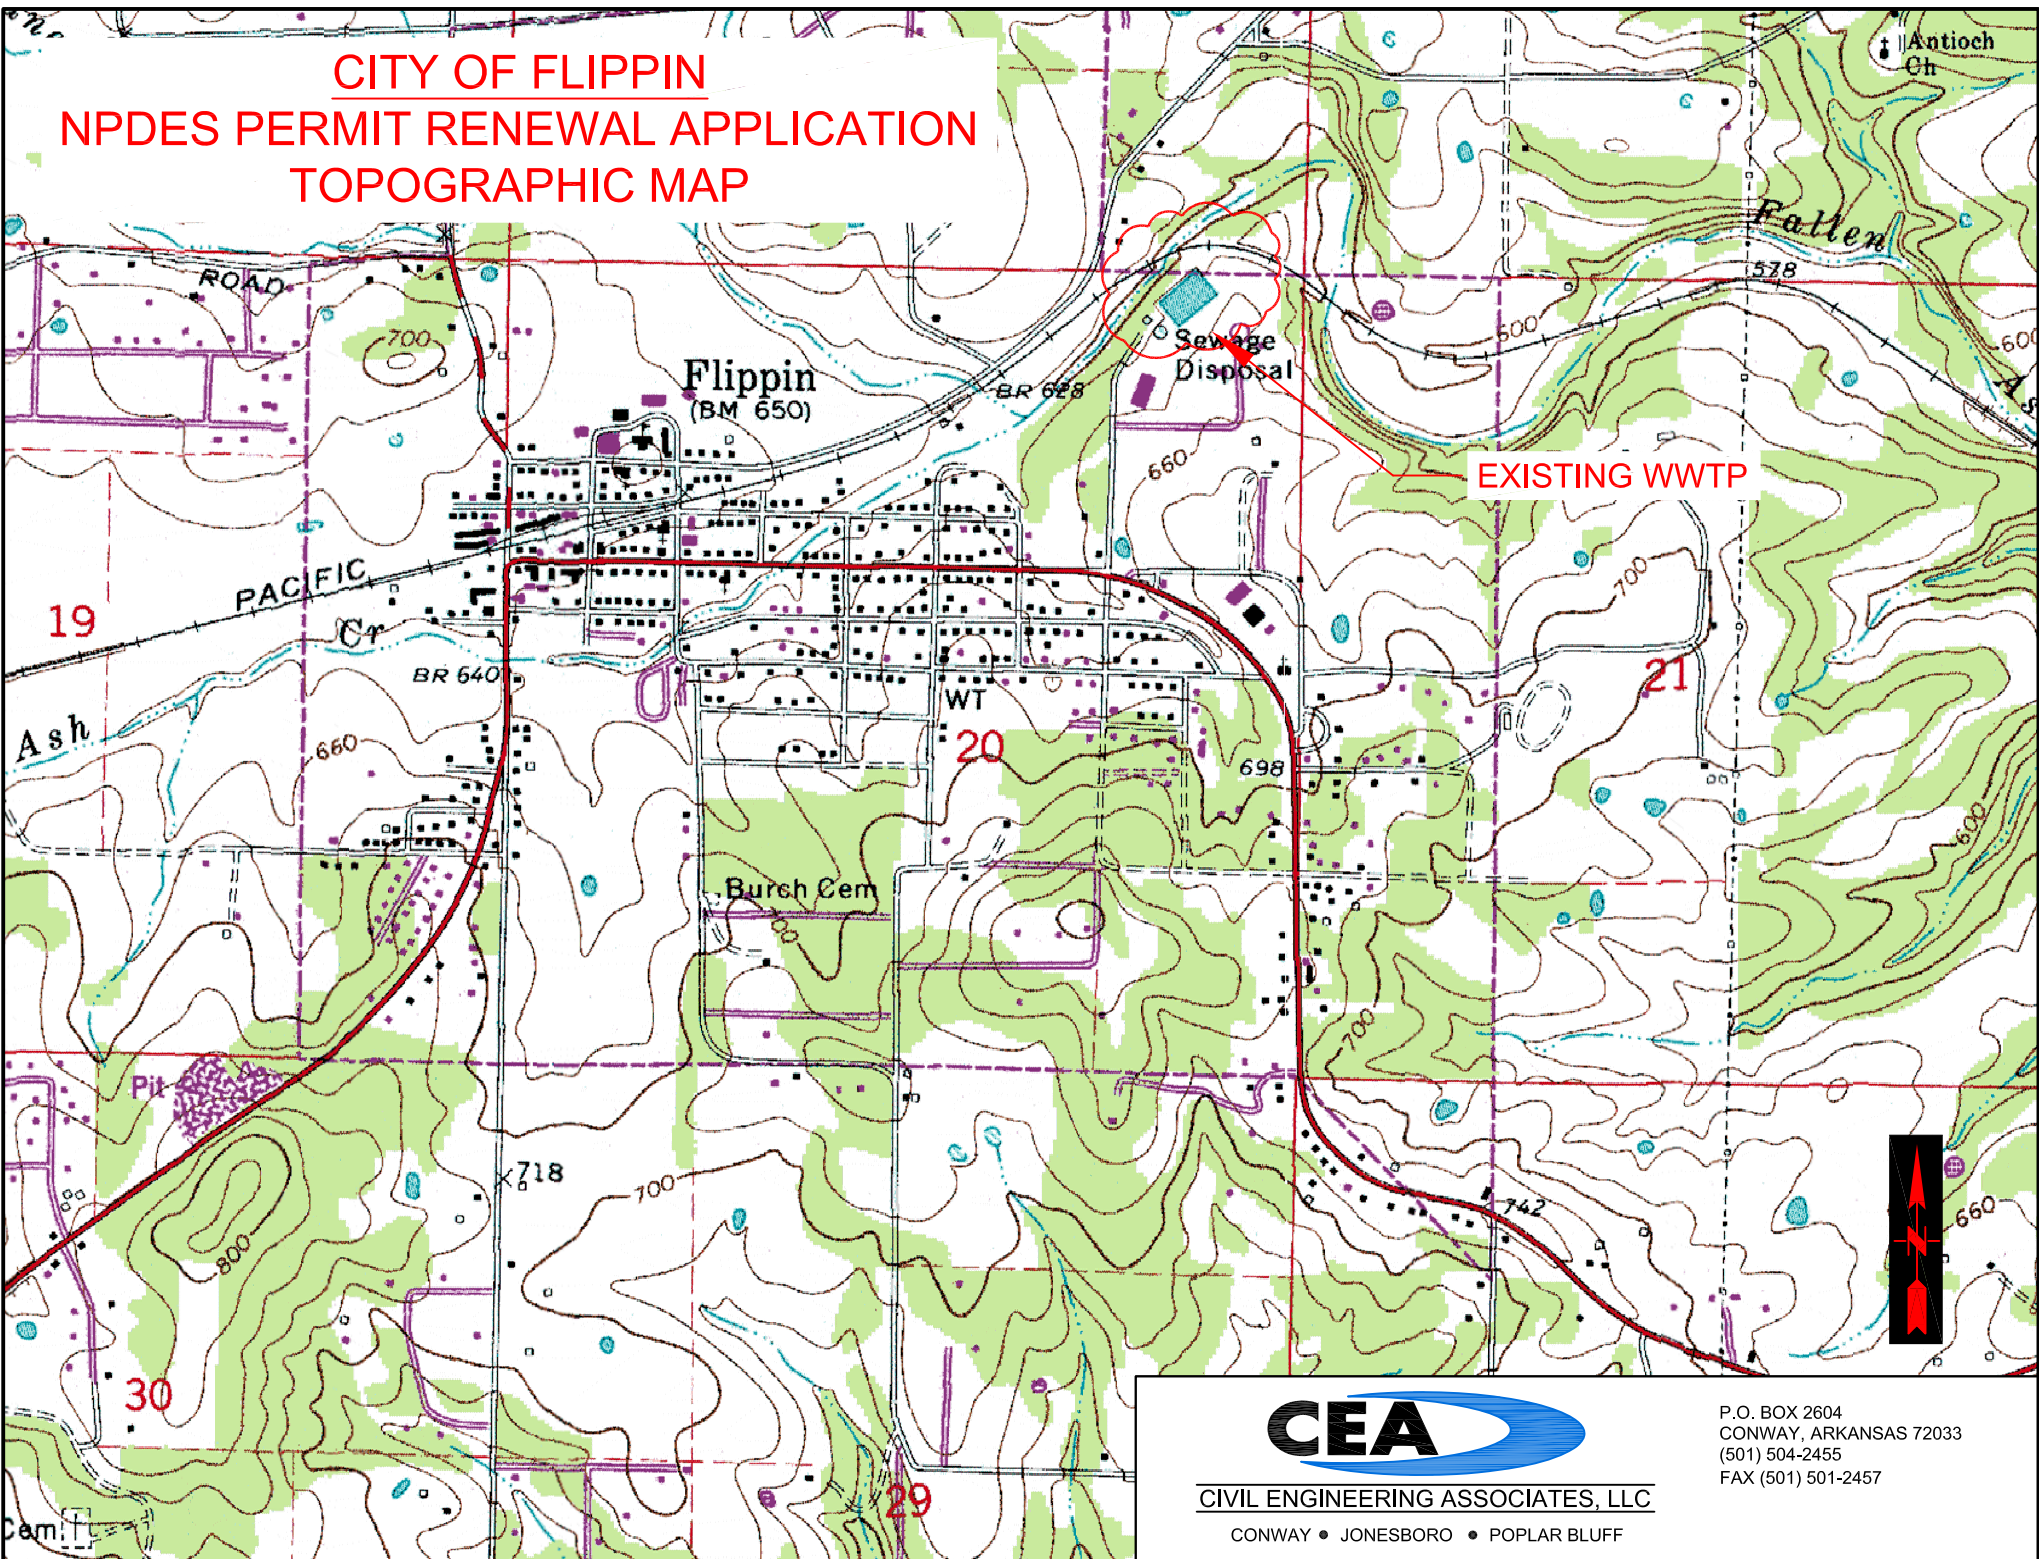 CITY OF FLIPPIN
NPDES PERMIT RENEWAL APPLICATION
TOPOGRAPHIC MAP
Antioch
Ch
Fallen
578
ROAD
700
Flippin
(BM 650)
BR 628
Sewage
Disposal
600
600
660
EXISTING WWTP
PACIFIC
19
Cr
BR 640
700
21
WT
Ash
660
20
698
600
Burch Cem
700
Pit
718
700
742
660
800
30
29
Cem
N
CEA
CIVIL ENGINEERING ASSOCIATES, LLC
CONWAY • JONESBORO • POPLAR BLUFF
P.O. BOX 2604
CONWAY, ARKANSAS 72033
(501) 504-2455
FAX (501) 501-2457